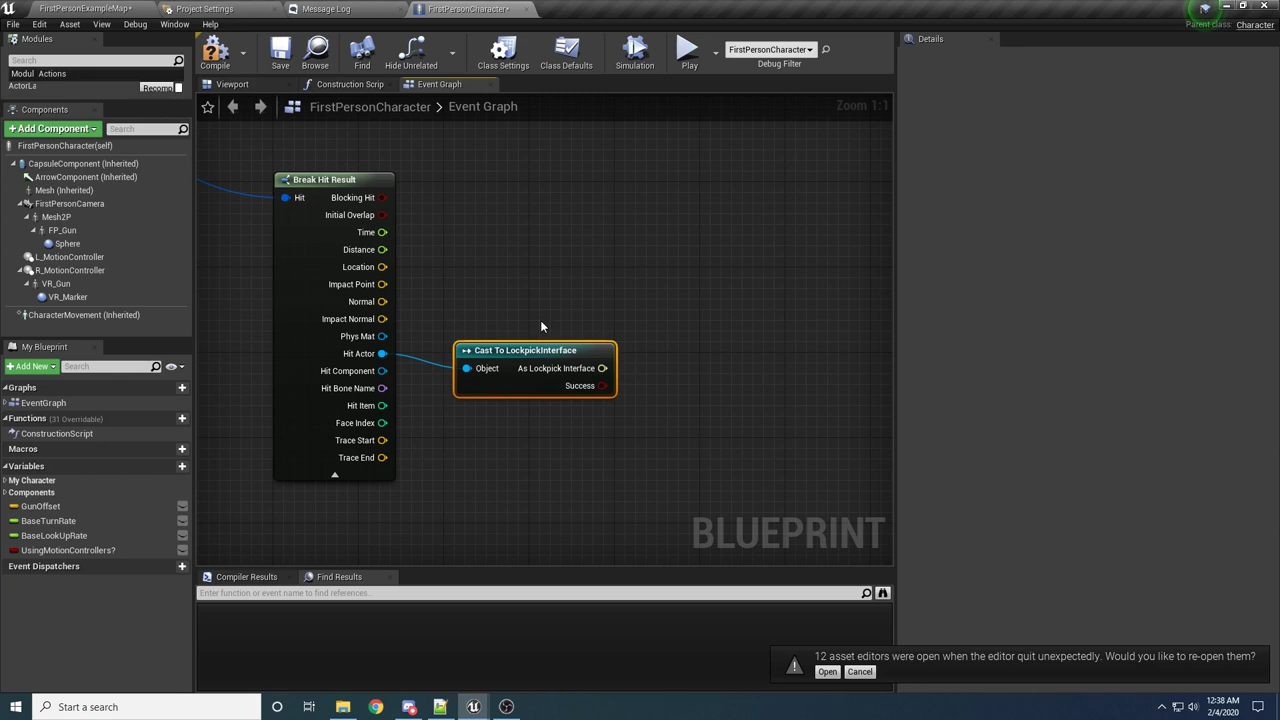 FirstPersonExampleMap*
Project Settings
Message Log
FirstPersonCharacter*
File
Edit
Asset
View
Debug
Window
Help
Parent class: Character
Modules
Search
Modul Actions
ActorLa
Recomp
Compile
Save
Browse
Find
Hide Unrelated
Class Settings
Class Defaults
Simulation
Play
FirstPersonCharacter
Debug Filter
Details
Viewport
Construction Scrip
Event Graph
FirstPersonCharacter > Event Graph
Zoom 1:1
Components
+Add Component
Search
FirstPersonCharacter(self)
CapsuleComponent (Inherited)
ArrowComponent (Inherited)
Mesh (Inherited)
FirstPersonCamera
Mesh2P
FP_Gun
Sphere
L_MotionController
R_MotionController
VR_Gun
VR_Marker
CharacterMovement (Inherited)
My Blueprint
+Add New
Search
Graphs
EventGraph
Functions (31 Overridable)
ConstructionScript
Macros
Variables
My Character
Components
GunOffset
BaseTurnRate
BaseLookUpRate
UsingMotionControllers?
Event Dispatchers
Break Hit Result
Hit
Blocking Hit
Initial Overlap
Time
Distance
Location
Impact Point
Normal
Impact Normal
Phys Mat
Hit Actor
Hit Component
Hit Bone Name
Hit Item
Face Index
Trace Start
Trace End
Cast To LockpickInterface
Object
As Lockpick Interface
Success
BLUEPRINT
Compiler Results
Find Results
Enter function or event name to find references...
12 asset editors were open when the editor quit unexpectedly. Would you like to re-open them?
Open
Cancel
Start a search
12:38 AM
2/4/2020